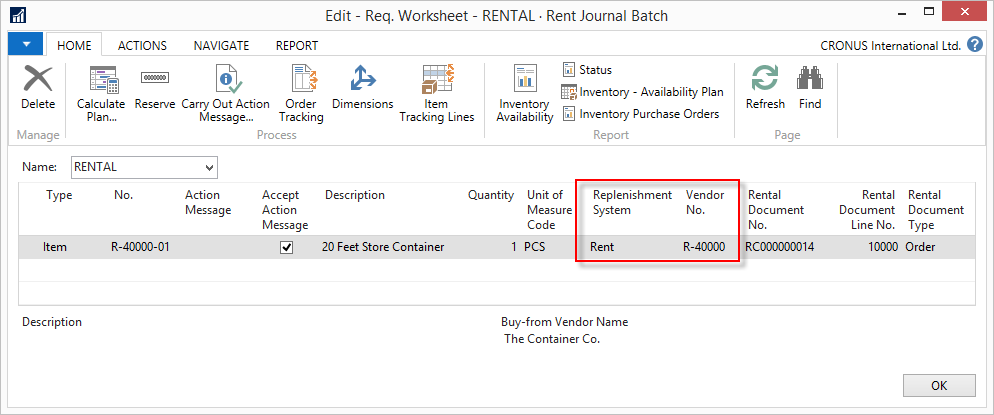 Edit - Req. Worksheet - RENTAL · Rent Journal Batch
HOME ACTIONS NAVIGATE REPORT
CRONUS International Ltd.
Delete
Calculate Plan...
Reserve
Carry Out Action Message...
Order Tracking
Dimensions
Item Tracking Lines
Inventory Availability
Status
Inventory - Availability Plan
Inventory Purchase Orders
Refresh
Find
Manage
Process
Report
Page
Name: RENTAL
Type No. Action Message Accept Action Message Description Quantity Unit of Measure Code Replenishment System Vendor No. Rental Document No. Rental Document Line No. Rental Document Type
Item R-40000-01 20 Feet Store Container 1 PCS Rent R-40000 RC000000014 10000 Order
Description
Buy-from Vendor Name
The Container Co.
OK